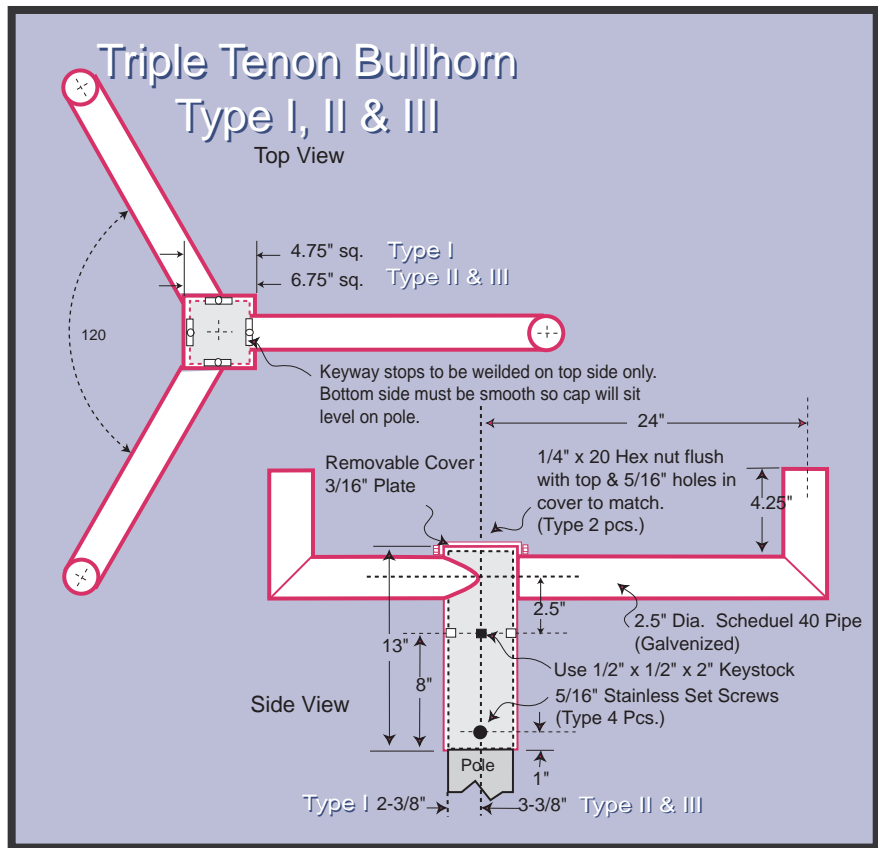 Triple Tenon Bullhorn
Type I, II & III
Top View
4.75" sq. Type I
6.75" sq. Type II & III
120
Keyway stops to be weilded on top side only.
Bottom side must be smooth so cap will sit
level on pole.
24"
Removable Cover
3/16" Plate
1/4" x 20 Hex nut flush
with top & 5/16" holes in
cover to match.
(Type 2 pcs.)
4.25"
2.5"
2.5" Dia. Scheduel 40 Pipe
(Galvanized)
13"
8"
Use 1/2" x 1/2" x 2" Keystock
5/16" Stainless Set Screws
(Type 4 Pcs.)
Side View
Pole
1"
Type I 2-3/8" 3-3/8" Type II & III